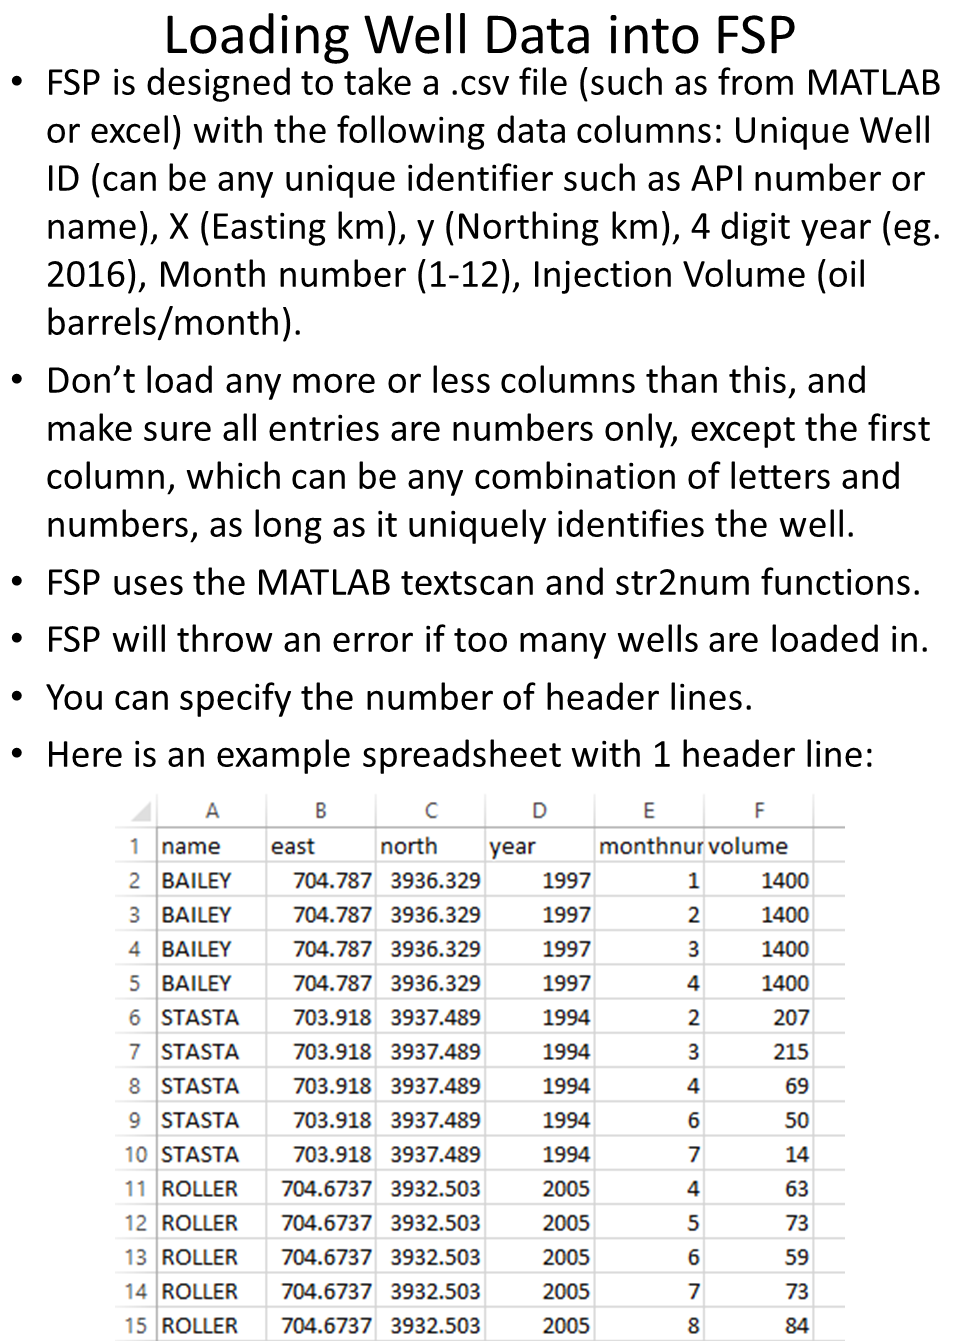 Loading Well Data into FSP
• FSP is designed to take a .csv file (such as from MATLAB
or excel) with the following data columns: Unique Well
ID (can be any unique identifier such as API number or
name), X (Easting km), y (Northing km), 4 digit year (eg.
2016), Month number (1-12), Injection Volume (oil
barrels/month).
• Don’t load any more or less columns than this, and
make sure all entries are numbers only, except the first
column, which can be any combination of letters and
numbers, as long as it uniquely identifies the well.
• FSP uses the MATLAB textscan and str2num functions.
• FSP will throw an error if too many wells are loaded in.
• You can specify the number of header lines.
• Here is an example spreadsheet with 1 header line:
A B C D E F
1 name east north year monthnur volume
2 BAILEY 704.787 3936.329 1997 1 1400
3 BAILEY 704.787 3936.329 1997 2 1400
4 BAILEY 704.787 3936.329 1997 3 1400
5 BAILEY 704.787 3936.329 1997 4 1400
6 STASTA 703.918 3937.489 1994 2 207
7 STASTA 703.918 3937.489 1994 3 215
8 STASTA 703.918 3937.489 1994 4 69
9 STASTA 703.918 3937.489 1994 6 50
10 STASTA 703.918 3937.489 1994 7 14
11 ROLLER 704.6737 3932.503 2005 4 63
12 ROLLER 704.6737 3932.503 2005 5 73
13 ROLLER 704.6737 3932.503 2005 6 59
14 ROLLER 704.6737 3932.503 2005 7 73
15 ROLLER 704.6737 3932.503 2005 8 84